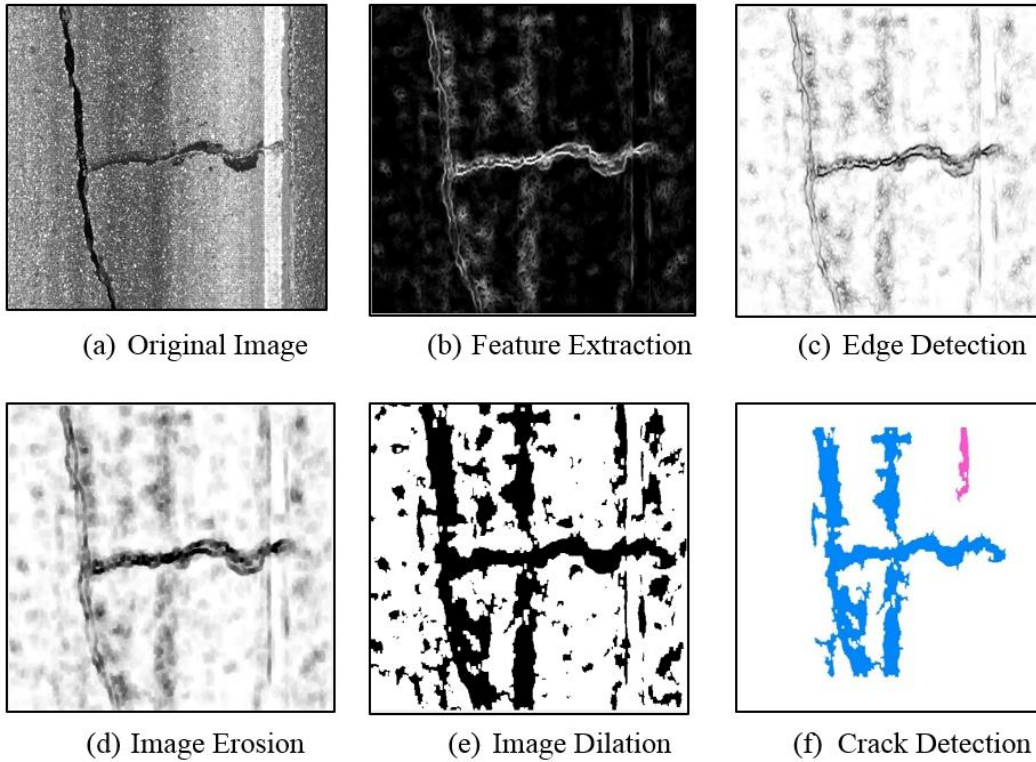 (a) Original Image
(b) Feature Extraction
(c) Edge Detection
(d) Image Erosion
(e) Image Dilation
(f) Crack Detection